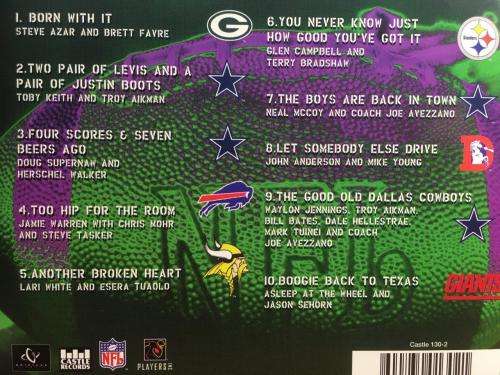 1. BORN WITH IT
STEVE AZAR AND BRETT FAVRE
2.TWO PAIR OF LEVIS AND A
PAIR OF JUSTIN BOOTS
TOBY KEITH AND TROY AIKMAN
3.FOUR SCORES & SEVEN
BEERS AGO
DOUG SUPERNAW AND
HERSCHEL WALKER
4.TOO HIP FOR THE ROOM
JAMIE WARREN WITH CHRIS MOHR
AND STEVE TASKER
5.ANOTHER BROKEN HEART
LARI WHITE AND ESERA TUAOLO
6.YOU NEVER KNOW JUST
HOW GOOD YOU'VE GOT IT
GLEN CAMPBELL AND
TERRY BRADSHAW
7.THE BOYS ARE BACK IN TOWN
NEAL MCCOY AND COACH JOE AVEZZANO
8.LET SOMEBODY ELSE DRIVE
JOHN ANDERSON AND MIKE YOUNG
9.THE GOOD OLD DALLAS COWBOYS
WAYLON JENNINGS, TROY AIKMAN,
BILL BATES, DALE HELLESTRAE,
MARK TUINEI AND COACH
JOE AVEZZANO
10.BOOGIE BACK TO TEXAS
ASLEEP AT THE WHEEL AND
JASON SEHORN
G
Steelers
D
GIANTS
CASTLE
RECORDS
NFL
PLAYERS INC
Castle 130-2